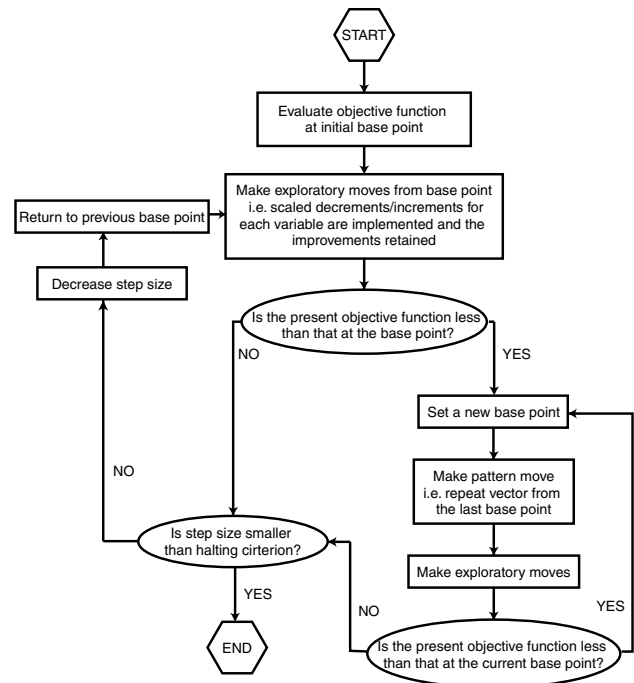 START
Evaluate objective function
at initial base point
Make exploratory moves from base point
i.e. scaled decrements/increments for
each variable are implemented and the
improvements retained
Return to previous base point
Decrease step size
Is the present objective function less
than that at the base point?
NO
YES
Set a new base point
Make pattern move
i.e. repeat vector from
the last base point
NO
Is step size smaller
than halting cirterion?
Make exploratory moves
YES
NO
YES
END
Is the present objective function less
than that at the current base point?